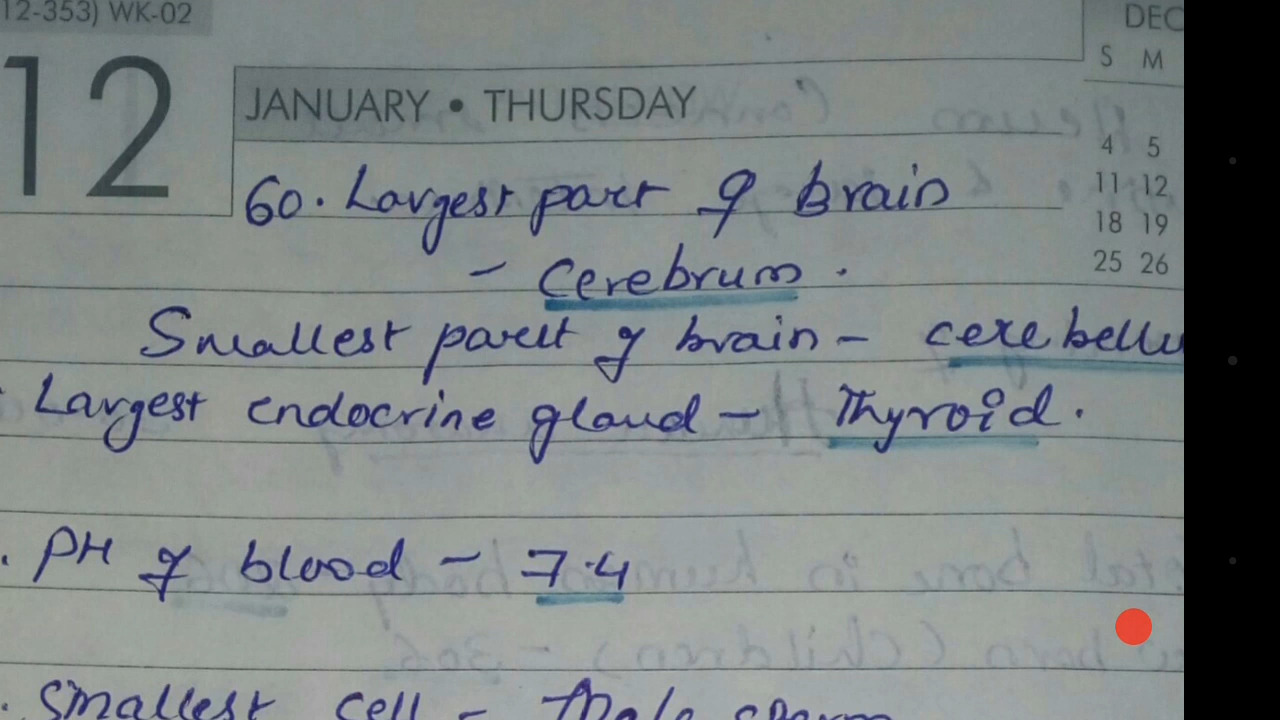 12-353) WK-02
12
JANUARY • THURSDAY
DEC
S M
4 5
11 12
18 19
25 26
60. Largest part of brain
- Cerebrum.
Smallest part of brain - cerebellu
Largest endocrine gland - Thyroid.
. PH of blood - 7.4
. Smallest cell - Male sperm